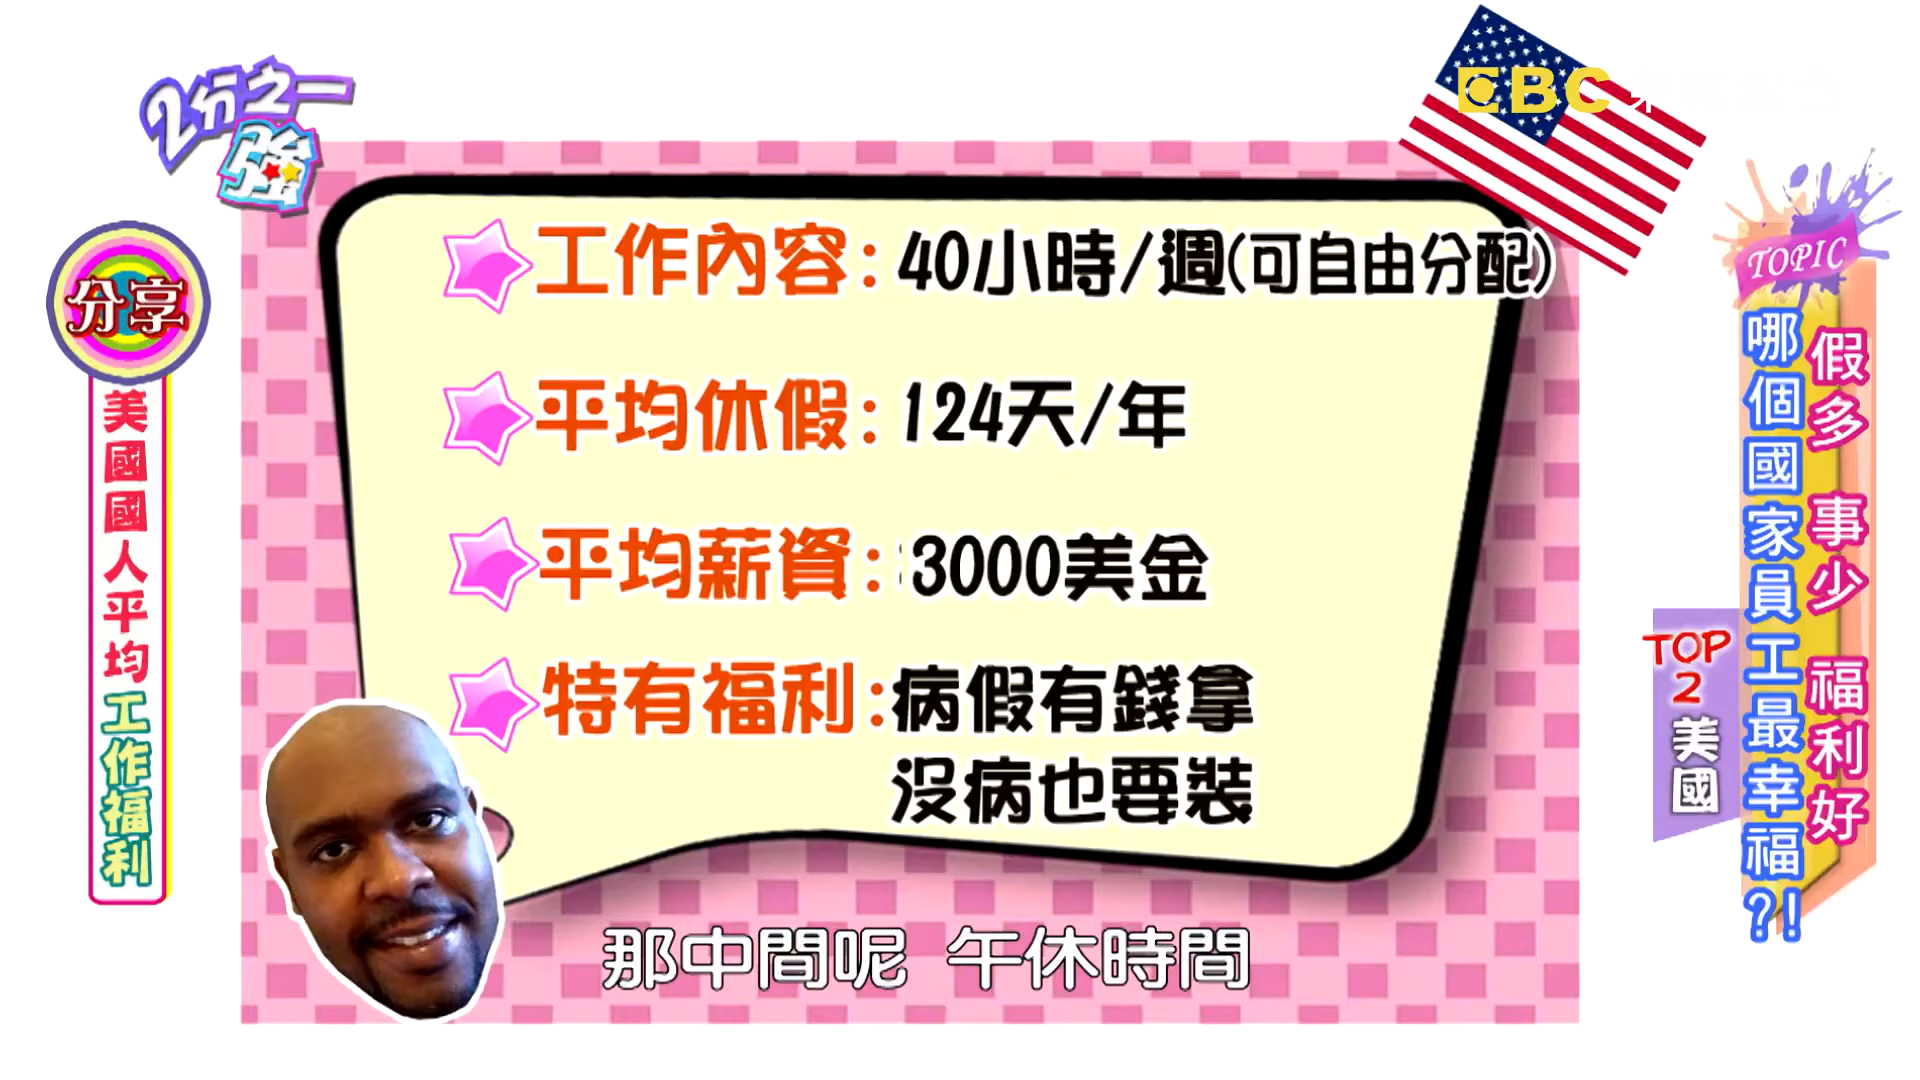 2分之一
強
EBC
分享
美國國人平均工作福利
工作內容:40小時/週(可自由分配)
平均休假:124天/年
平均薪資:3000美金
特有福利:病假有錢拿
沒病也要裝
TOPIC
假多 事少 福利好
哪個國家員工最幸福?!
TOP
2
美國
那中間呢 午休時間